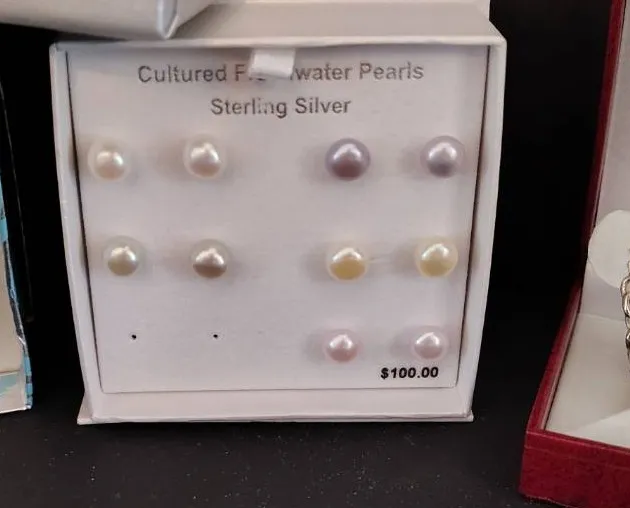 Cultured Pearls
Sterling Silver
$100.00